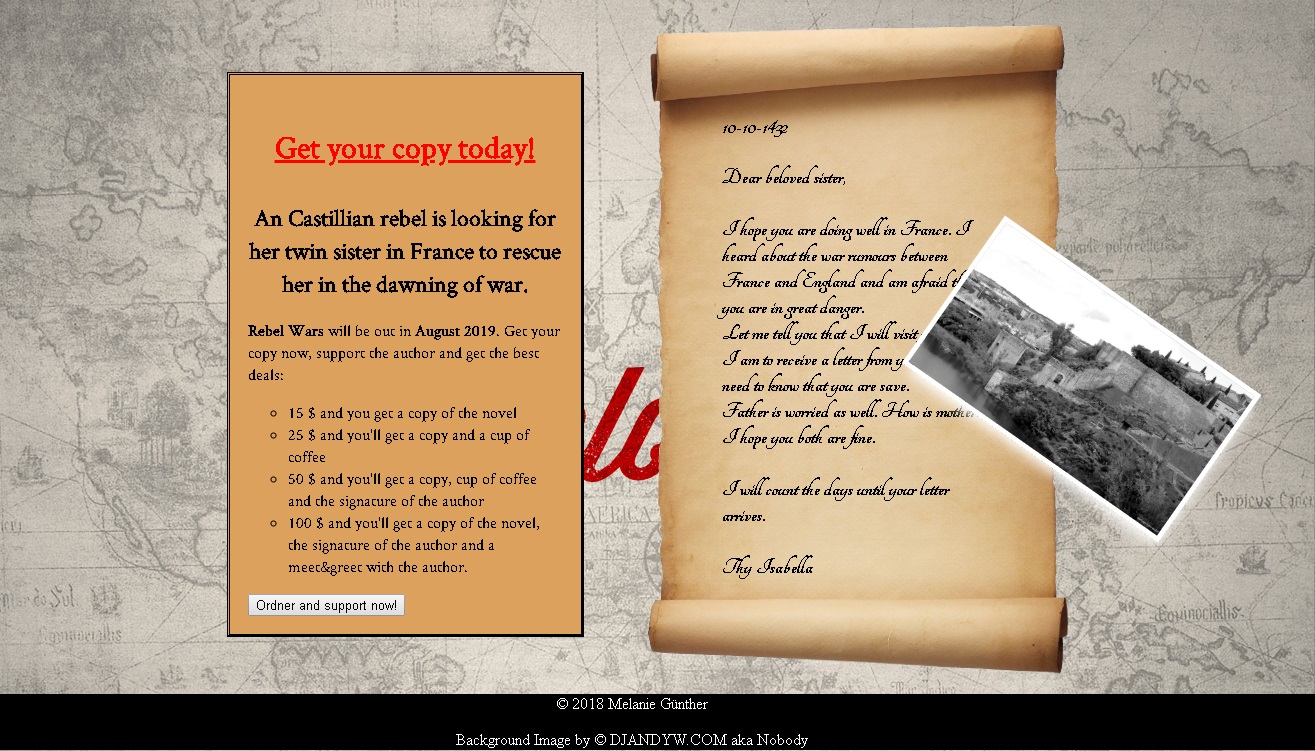 Get your copy today!
An Castillian rebel is looking for
her twin sister in France to rescue
her in the dawning of war.
Rebel Wars will be out in August 2019. Get your
copy now, support the author and get the best
deals:
15 $ and you get a copy of the novel
25 $ and you'll get a copy and a cup of
coffee
50 $ and you'll get a copy, cup of coffee
and the signature of the author
100 $ and you'll get a copy of the novel,
the signature of the author and a
meet&greet with the author.
Ordner and support now!
10-10-1432
Dear beloved sister,
I hope you are doing well in France. I
heard about the war rumours between
France and England and am afraid
you are in great danger.
Let me tell you that I will visit
I am to receive a letter from
need to know that you are save.
Father is worried as well. How is mother
I hope you both are fine.
I will count the days until your letter
arrives.
Thy Isabella
AFRICA
Tropicus
Equinociallis
Mar do Sul
© 2018 Melanie Günther
Background Image by © DJANDYW.COM aka Nobody